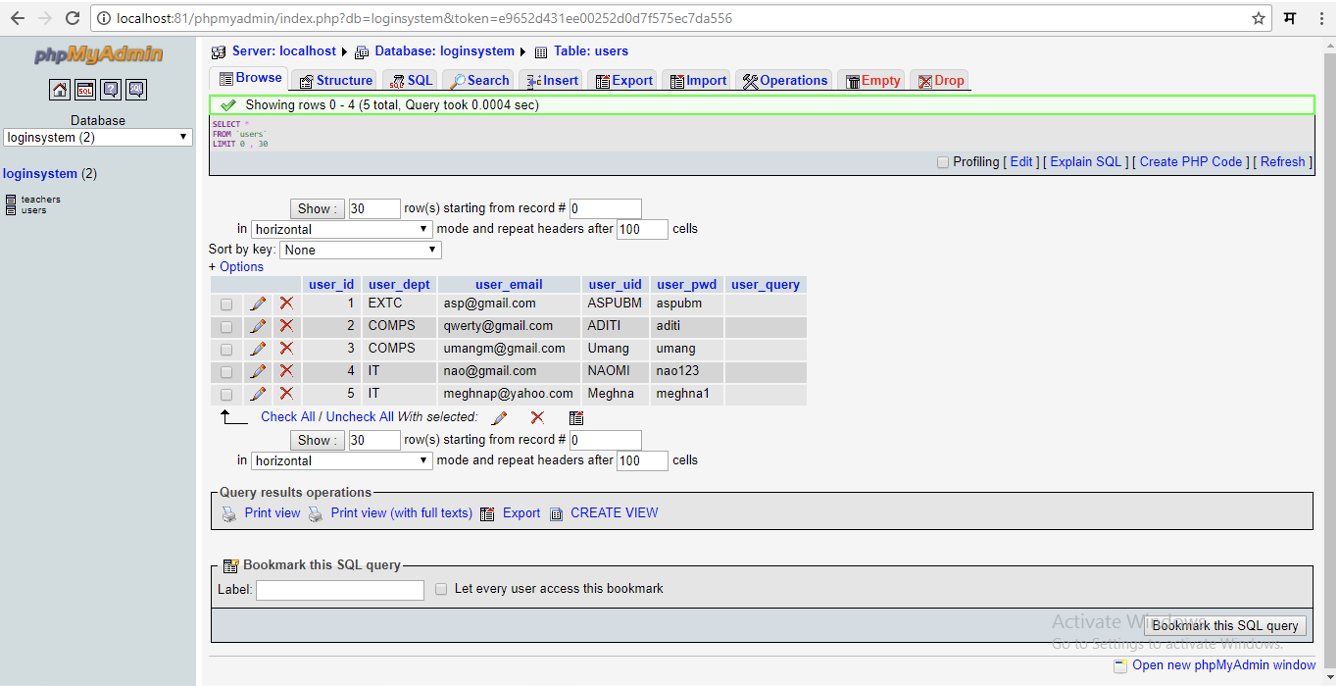 localhost:81/phpmyadmin/index.php?db=loginsystem&token=e9652d431ee00252d0d7f575ec7da556 म
phpMyAdmin
Database
loginsystem (2)
loginsystem (2)
teachers
users
Server: localhost Database: loginsystem Table: users
Browse Structure SQL Search Insert Export Import Operations Empty Drop
Showing rows 0 - 4 (5 total, Query took 0.0004 sec)
SELECT *
FROM `users`
LIMIT 0 , 30
Profiling [ Edit ] [ Explain SQL ] [ Create PHP Code ] [ Refresh ]
Show : 30 row(s) starting from record # 0
in horizontal mode and repeat headers after 100 cells
Sort by key: None
+ Options
user_id user_dept user_email user_uid user_pwd user_query
1 EXTC asp@gmail.com ASPUBM aspubm
2 COMPS qwerty@gmail.com ADITI aditi
3 COMPS umangm@gmail.com Umang umang
4 IT nao@gmail.com NAOMI nao123
5 IT meghnap@yahoo.com Meghna meghna1
Check All / Uncheck All With selected:
Show : 30 row(s) starting from record # 0
in horizontal mode and repeat headers after 100 cells
Query results operations
Print view Print view (with full texts) Export CREATE VIEW
Bookmark this SQL query
Label: Let every user access this bookmark
Activate Windows
Bookmark this SQL query
Go to Settings to activate Windows.
Open new phpMyAdmin window